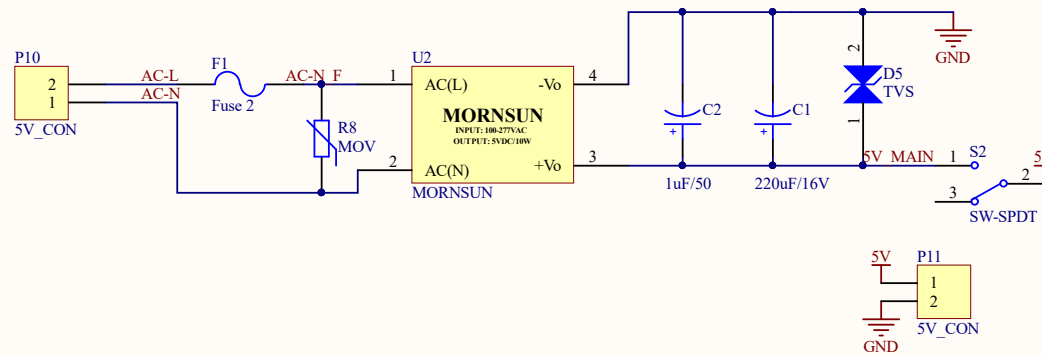 P10
2
1
5V_CON
AC-L
AC-N
F1
Fuse 2
AC-N_F
R8
MOV
U2
1
AC(L)
2
AC(N)
MORNSUN
INPUT: 100-277VAC
OUTPUT: 5VDC/10W
-Vo
4
+Vo
3
MORNSUN
C2
+
1uF/50
C1
+
220uF/16V
2
D5
TVS
1
GND
5V_MAIN
1
S2
3
2
SW-SPDT
5
5V
P11
1
2
5V_CON
GND